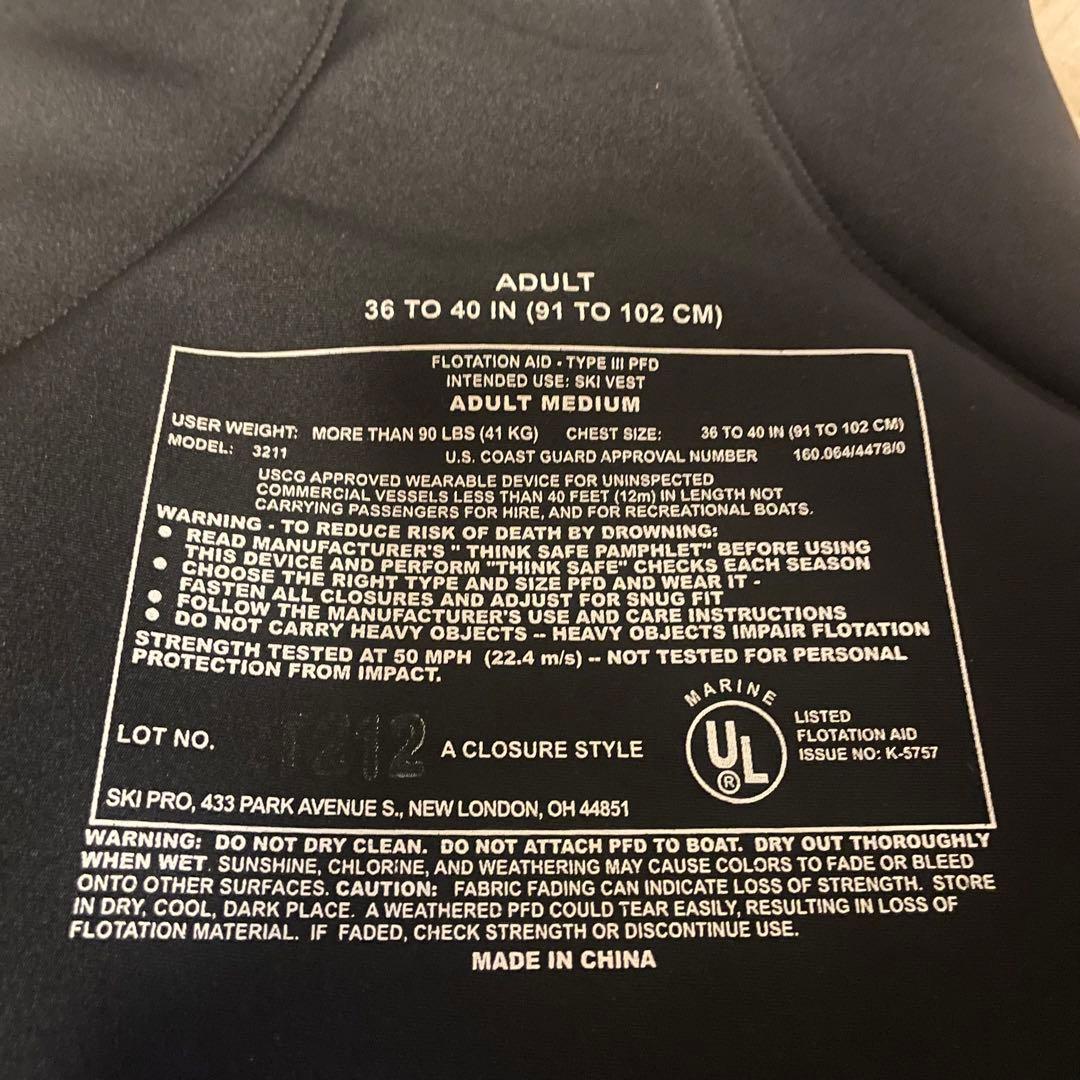 ADULT
36 TO 40 IN (91 TO 102 CM)
FLOTATION AID - TYPE III PFD
INTENDED USE: SKI VEST
ADULT MEDIUM
USER WEIGHT: MORE THAN 90 LBS (41 KG) CHEST SIZE: 36 TO 40 IN (91 TO 102 CM)
MODEL: 3211 U.S. COAST GUARD APPROVAL NUMBER 160.064/4478/0
USCG APPROVED WEARABLE DEVICE FOR UNINSPECTED
COMMERCIAL VESSELS LESS THAN 40 FEET (12m) IN LENGTH NOT
CARRYING PASSENGERS FOR HIRE, AND FOR RECREATIONAL BOATS.
WARNING - TO REDUCE RISK OF DEATH BY DROWNING:
• READ MANUFACTURER'S " THINK SAFE PAMPHLET" BEFORE USING
THIS DEVICE AND PERFORM "THINK SAFE" CHECKS EACH SEASON
• CHOOSE THE RIGHT TYPE AND SIZE PFD AND WEAR IT -
FASTEN ALL CLOSURES AND ADJUST FOR SNUG FIT
• FOLLOW THE MANUFACTURER'S USE AND CARE INSTRUCTIONS
• DO NOT CARRY HEAVY OBJECTS -- HEAVY OBJECTS IMPAIR FLOTATION
STRENGTH TESTED AT 50 MPH (22.4 m/s) -- NOT TESTED FOR PERSONAL
PROTECTION FROM IMPACT.
LOT NO. A CLOSURE STYLE
MARINE
UL
®
LISTED
FLOTATION AID
ISSUE NO: K-5757
SKI PRO, 433 PARK AVENUE S., NEW LONDON, OH 44851
WARNING: DO NOT DRY CLEAN. DO NOT ATTACH PFD TO BOAT. DRY OUT THOROUGHLY
WHEN WET. SUNSHINE, CHLORINE, AND WEATHERING MAY CAUSE COLORS TO FADE OR BLEED
ONTO OTHER SURFACES. CAUTION: FABRIC FADING CAN INDICATE LOSS OF STRENGTH. STORE
IN DRY, COOL, DARK PLACE. A WEATHERED PFD COULD TEAR EASILY, RESULTING IN LOSS OF
FLOTATION MATERIAL. IF FADED, CHECK STRENGTH OR DISCONTINUE USE.
MADE IN CHINA